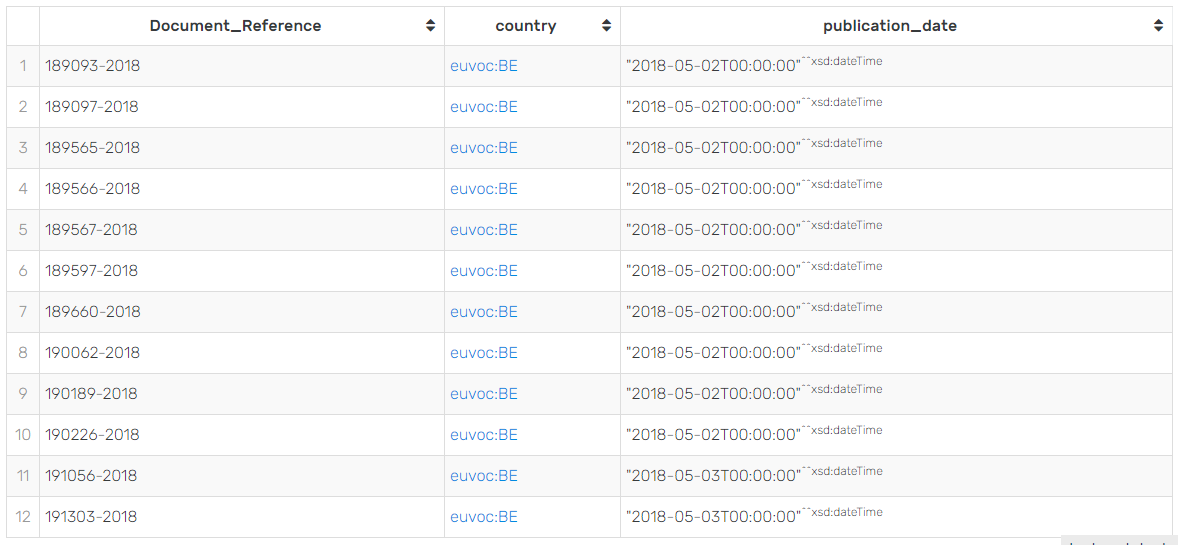 Document_Reference country publication_date
1 189093-2018 euvoc:BE "2018-05-02T00:00:00"^^xsd:dateTime
2 189097-2018 euvoc:BE "2018-05-02T00:00:00"^^xsd:dateTime
3 189565-2018 euvoc:BE "2018-05-02T00:00:00"^^xsd:dateTime
4 189566-2018 euvoc:BE "2018-05-02T00:00:00"^^xsd:dateTime
5 189567-2018 euvoc:BE "2018-05-02T00:00:00"^^xsd:dateTime
6 189597-2018 euvoc:BE "2018-05-02T00:00:00"^^xsd:dateTime
7 189660-2018 euvoc:BE "2018-05-02T00:00:00"^^xsd:dateTime
8 190062-2018 euvoc:BE "2018-05-02T00:00:00"^^xsd:dateTime
9 190189-2018 euvoc:BE "2018-05-02T00:00:00"^^xsd:dateTime
10 190226-2018 euvoc:BE "2018-05-02T00:00:00"^^xsd:dateTime
11 191056-2018 euvoc:BE "2018-05-03T00:00:00"^^xsd:dateTime
12 191303-2018 euvoc:BE "2018-05-03T00:00:00"^^xsd:dateTime